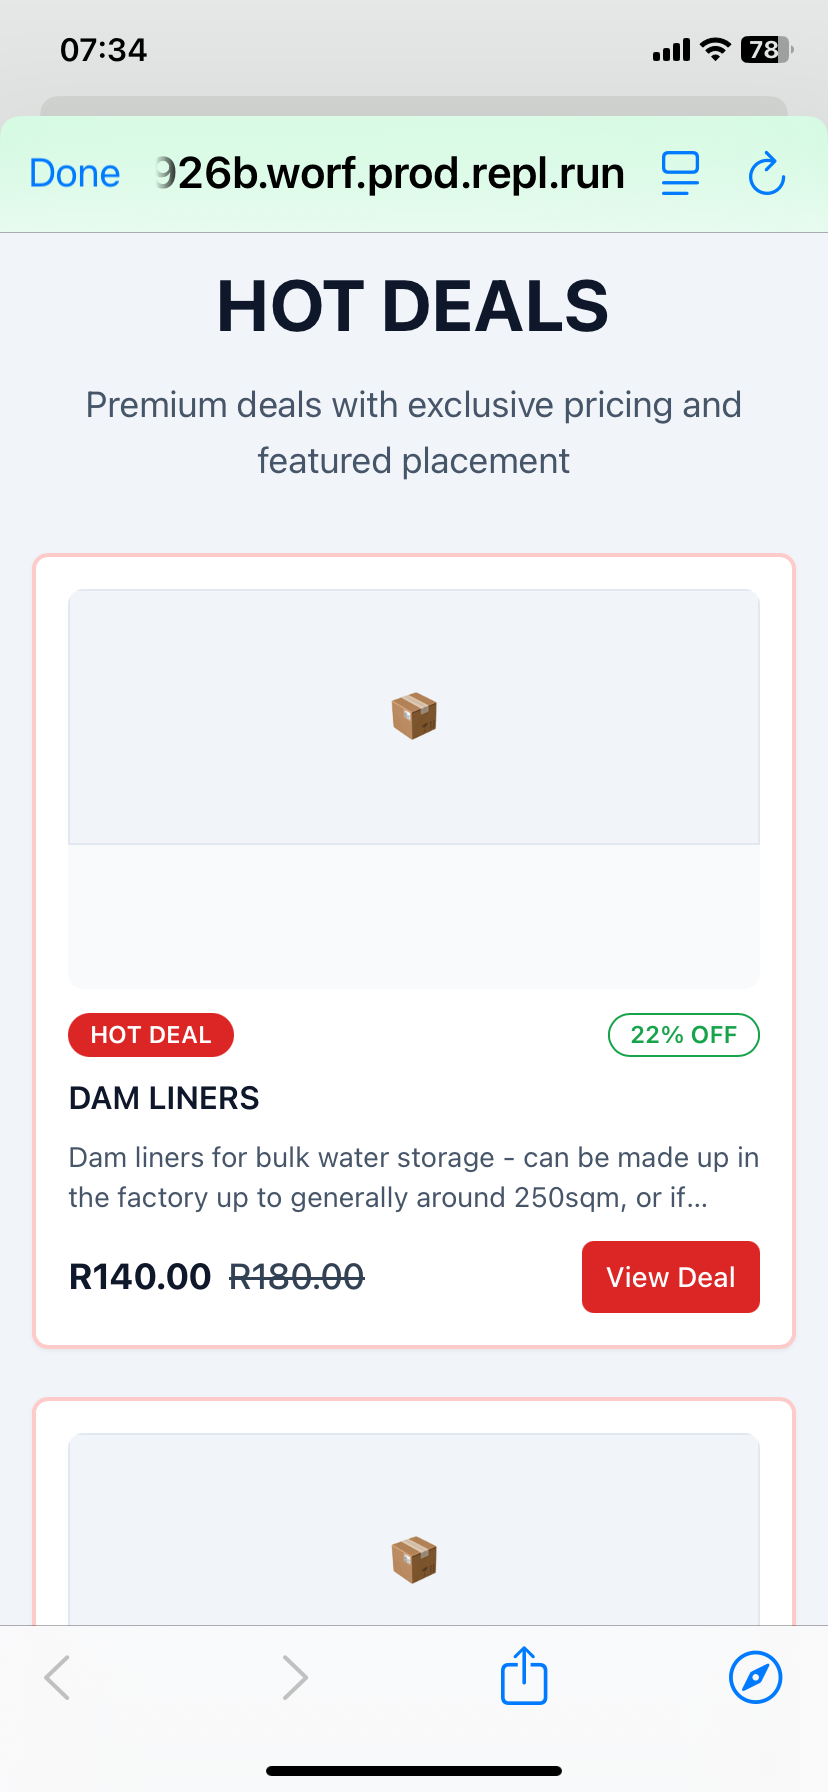 07:34
78
Done
926b.worf.prod.repl.run
HOT DEALS
Premium deals with exclusive pricing and
featured placement
HOT DEAL
22% OFF
DAM LINERS
Dam liners for bulk water storage - can be made up in
the factory up to generally around 250sqm, or if...
R140.00 R180.00
View Deal